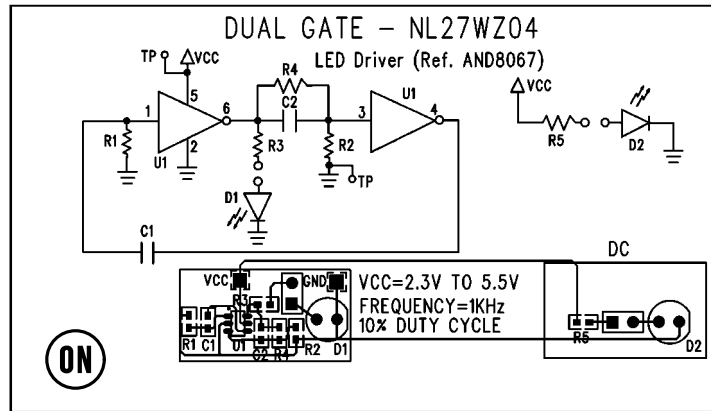 DUAL GATE – NL27WZ04
LED Driver (Ref. AND8067)
TP
VCC
5
1
6
2
U1
R1
R4
C2
R3
D1
3
R2
TP
U1
4
C1
VCC
R5
D2
VCC
GND
VCC=2.3V TO 5.5V
FREQUENCY=1KHz
10% DUTY CYCLE
R3
R1
C1
U1
C2
R4
R2
D1
DC
R5
D2
ON